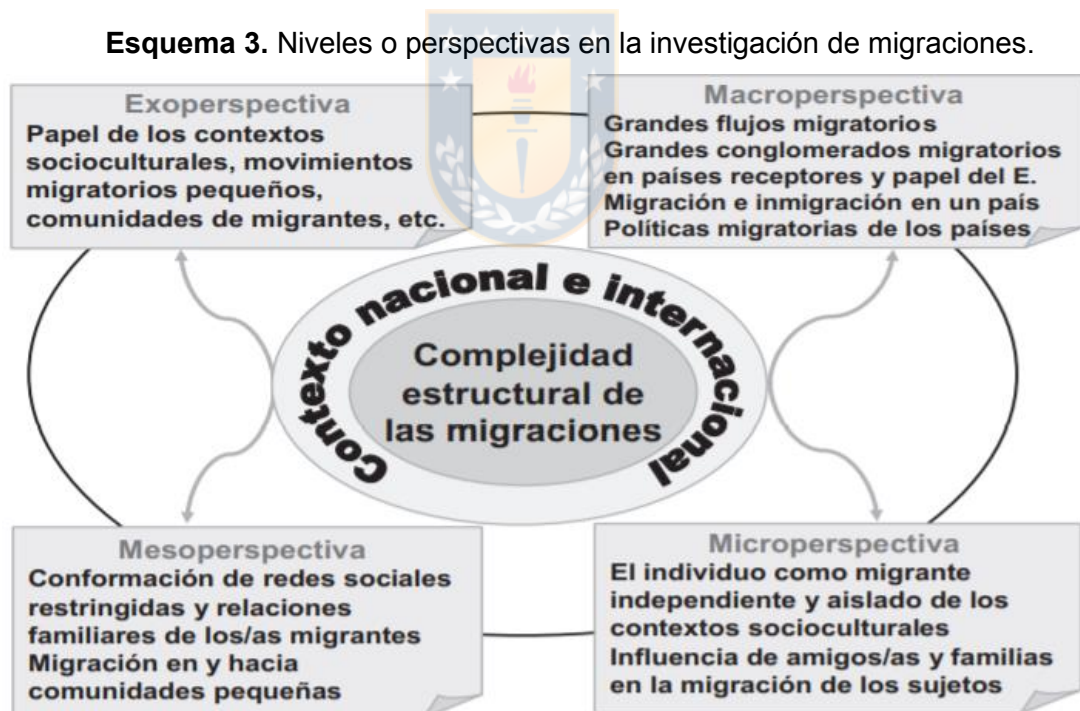 Esquema 3. Niveles o perspectivas en la investigación de migraciones.
Exoperspectiva
Papel de los contextos
socioculturales, movimientos
migratorios pequeños,
comunidades de migrantes, etc.
Macroperspectiva
Grandes flujos migratorios
Grandes conglomerados migratorios
en países receptores y papel del E.
Migración e inmigración en un país
Políticas migratorias de los países
Contexto nacional e internacional
Complejidad
estructural de
las migraciones
Mesoperspectiva
Conformación de redes sociales
restringidas y relaciones
familiares de los/as migrantes
Migración en y hacia
comunidades pequeñas
Microperspectiva
El individuo como migrante
independiente y aislado de los
contextos socioculturales
Influencia de amigos/as y familias
en la migración de los sujetos